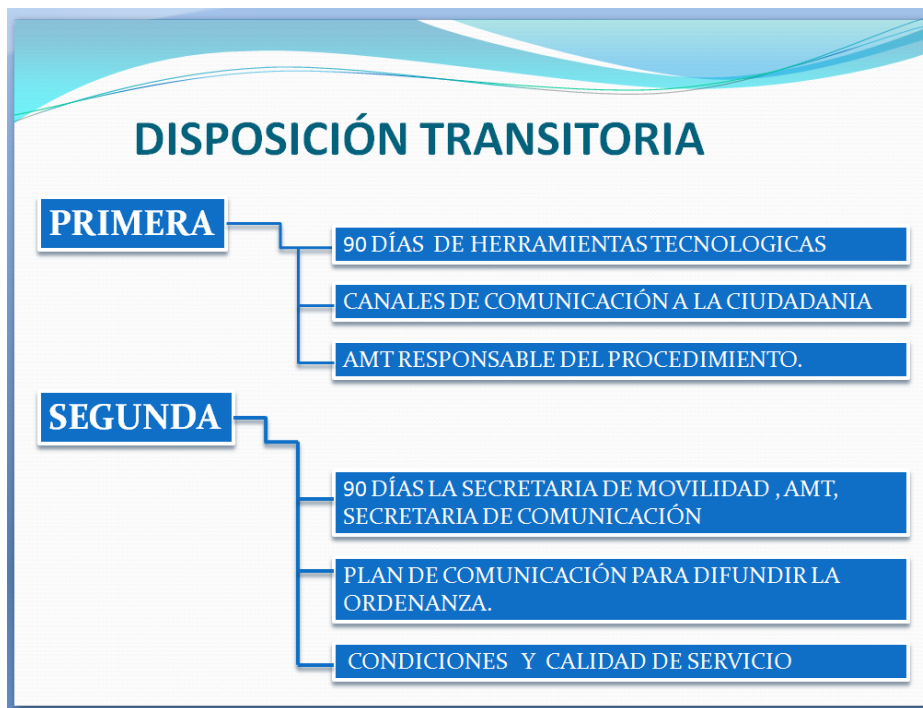 DISPOSICIÓN TRANSITORIA
PRIMERA
90 DÍAS DE HERRAMIENTAS TECNOLOGICAS
CANALES DE COMUNICACIÓN A LA CIUDADANIA
AMT RESPONSABLE DEL PROCEDIMIENTO.
SEGUNDA
90 DÍAS LA SECRETARIA DE MOVILIDAD , AMT,
SECRETARIA DE COMUNICACIÓN
PLAN DE COMUNICACIÓN PARA DIFUNDIR LA
ORDENANZA.
CONDICIONES Y CALIDAD DE SERVICIO